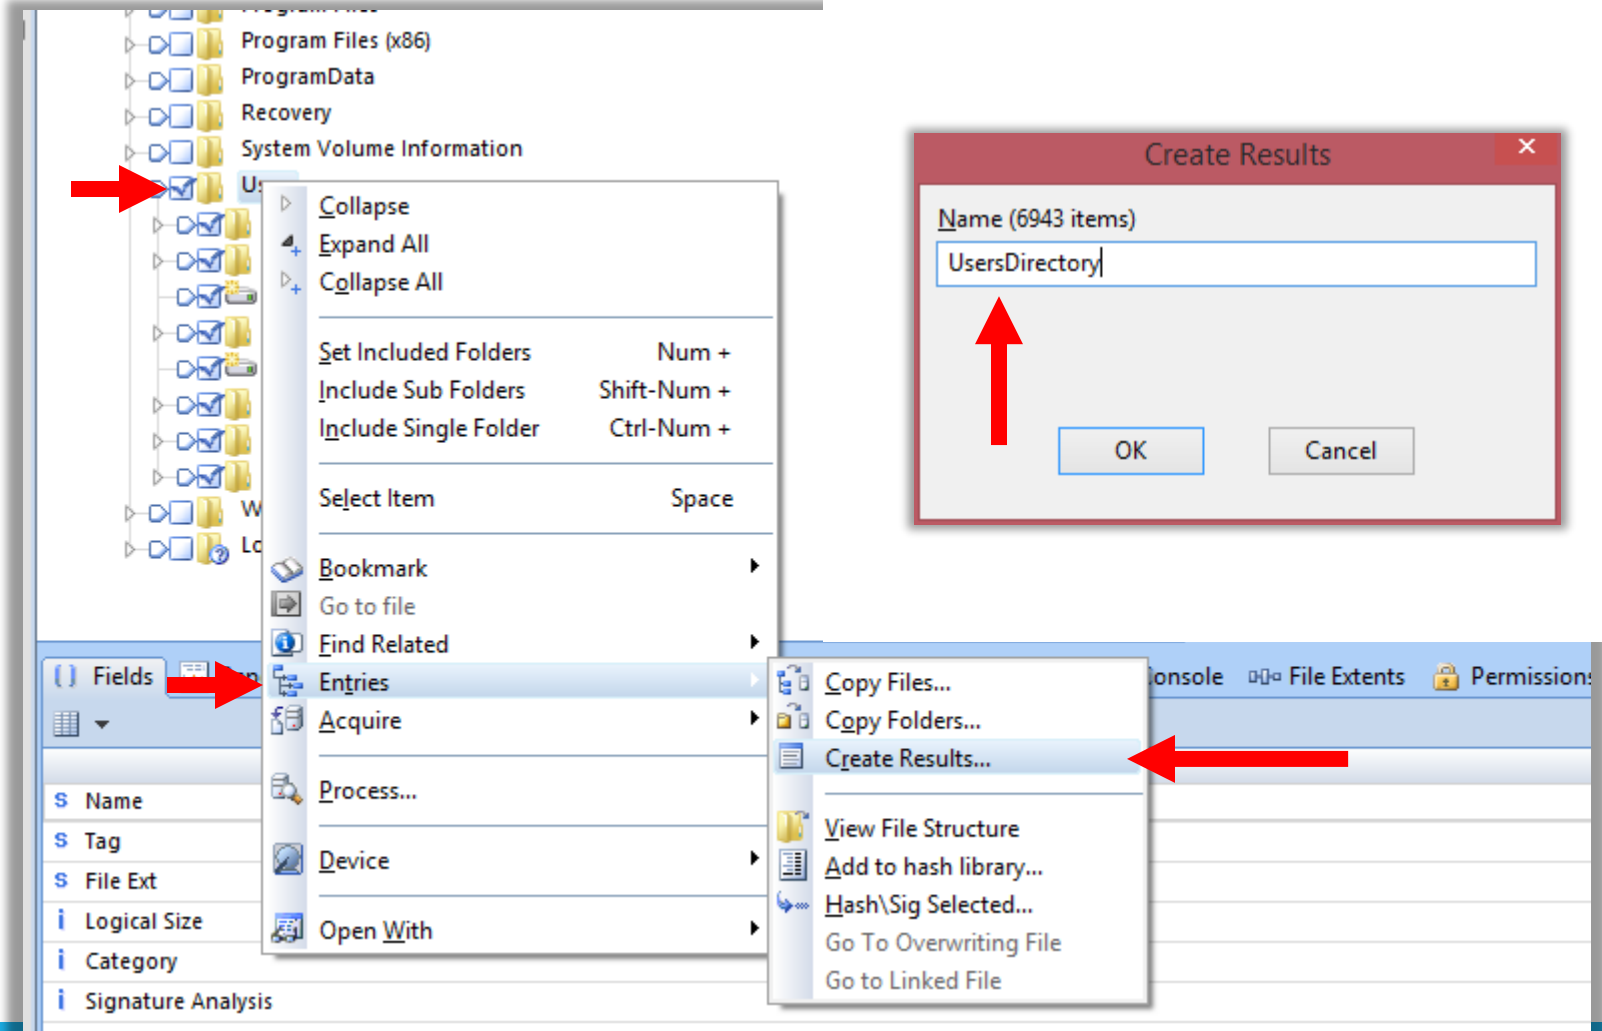 Program Files
Program Files (x86)
ProgramData
Recovery
System Volume Information
Collapse
Expand All
Collapse All
Set Included Folders Num +
Include Sub Folders Shift-Num +
Include Single Folder Ctrl-Num +
Select Item Space
Bookmark
Go to file
Find Related
Entries
Acquire
Process...
Device
Open With
Copy Files...
Copy Folders...
Create Results...
View File Structure
Add to hash library...
Hash\Sig Selected...
Go To Overwriting File
Go to Linked File
Fields
File Extents
Permissions
Name
Tag
File Ext
Logical Size
Category
Signature Analysis
Create Results
Name (6943 items)
UsersDirectory
OK Cancel